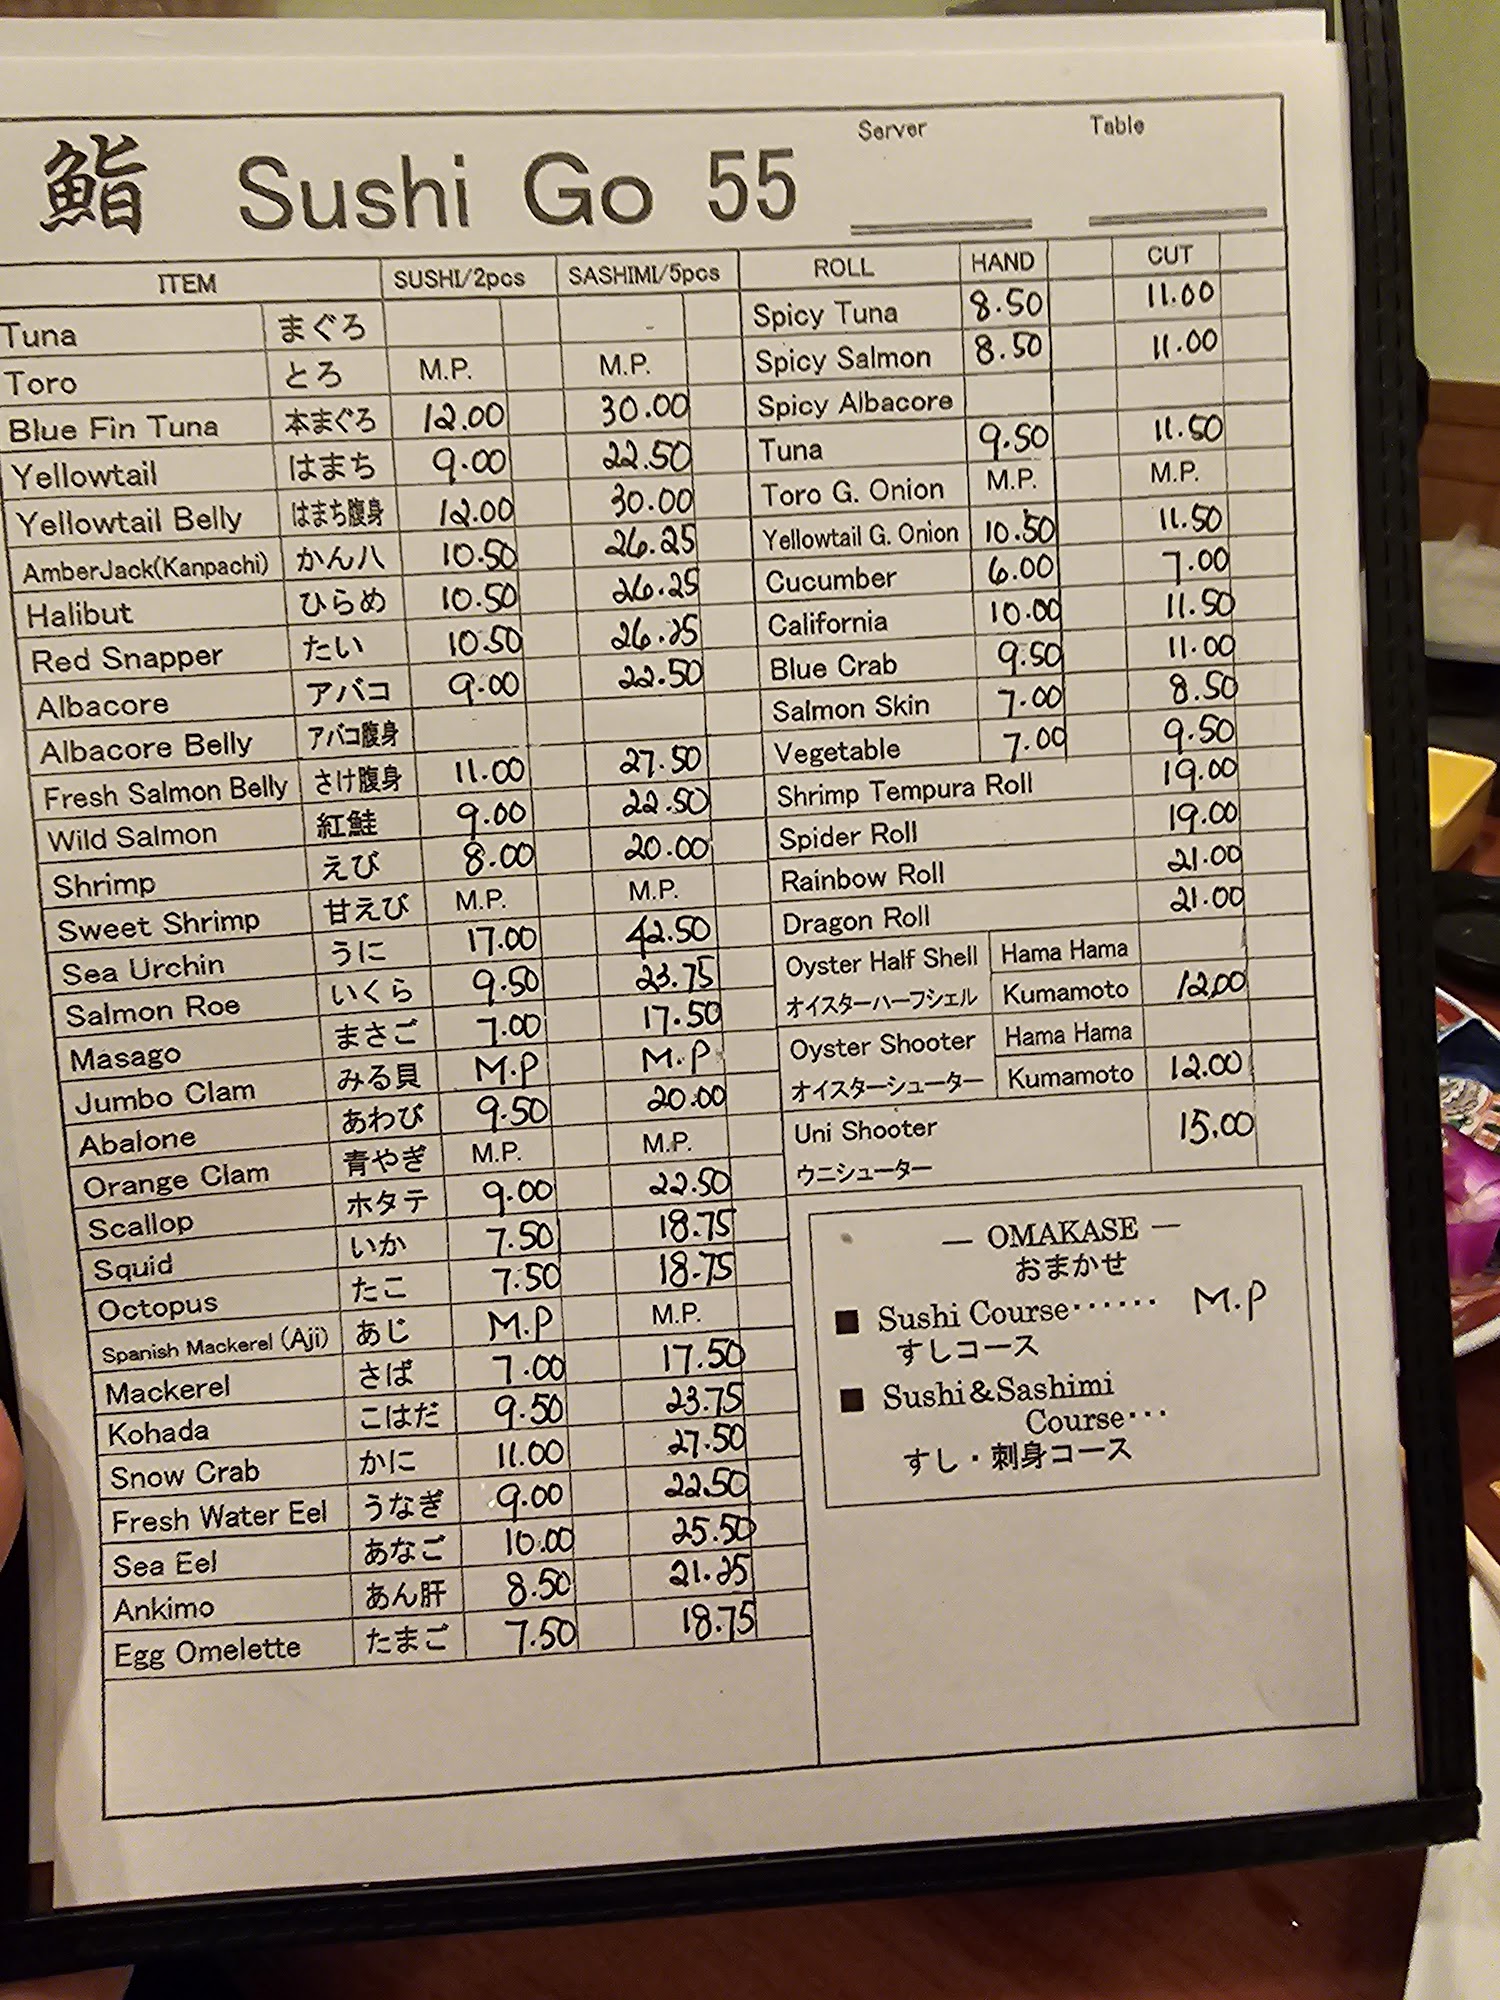 鮨 Sushi Go 55 Server Table
ITEM SUSHI/2pcs SASHIMI/5pcs
Tuna まぐろ
Toro とろ M.P. M.P.
Blue Fin Tuna 本まぐろ 12.00 30.00
Yellowtail はまち 9.00 22.50
Yellowtail Belly はまち腹身 12.00 30.00
AmberJack(Kanpachi) かん八 10.50 26.25
Halibut ひらめ 10.50 26.25
Red Snapper たい 10.50 26.25
Albacore アバコ 9.00 22.50
Albacore Belly アバコ腹身
Fresh Salmon Belly さけ腹身 11.00 27.50
Wild Salmon 紅鮭 9.00 22.50
Shrimp えび 8.00 20.00
Sweet Shrimp 甘えび M.P. M.P.
Sea Urchin うに 17.00 42.50
Salmon Roe いくら 9.50 23.75
Masago まさご 7.00 17.50
Jumbo Clam みる貝 M.P M.P.
Abalone あわび 9.50 20.00
Orange Clam 青やぎ M.P. M.P.
Scallop ホタテ 9.00 22.50
Squid いか 7.50 18.75
Octopus たこ 7.50 18.75
Spanish Mackerel (Aji) あじ M.P M.P.
Mackerel さば 7.00 17.50
Kohada こはだ 9.50 23.75
Snow Crab かに 11.00 27.50
Fresh Water Eel うなぎ 9.00 22.50
Sea Eel あなご 10.00 25.50
Ankimo あん肝 8.50 21.25
Egg Omelette たまご 7.50 18.75
ROLL HAND CUT
Spicy Tuna 8.50 11.00
Spicy Salmon 8.50 11.00
Spicy Albacore
Tuna 9.50 11.50
Toro G. Onion M.P. M.P.
Yellowtail G. Onion 10.50 11.50
Cucumber 6.00 7.00
California 10.00 11.50
Blue Crab 9.50 11.00
Salmon Skin 7.00 8.50
Vegetable 7.00 9.50
Shrimp Tempura Roll 19.00
Spider Roll 19.00
Rainbow Roll 21.00
Dragon Roll 21.00
Oyster Half Shell Hama Hama
オイスターハーフシェル Kumamoto 12.00
Oyster Shooter Hama Hama
オイスターシューター Kumamoto 12.00
Uni Shooter 15.00
ウニシューター
— OMAKASE —
おまかせ
■ Sushi Course······ M.P
すしコース
■ Sushi&Sashimi
Course···
すし・刺身コース